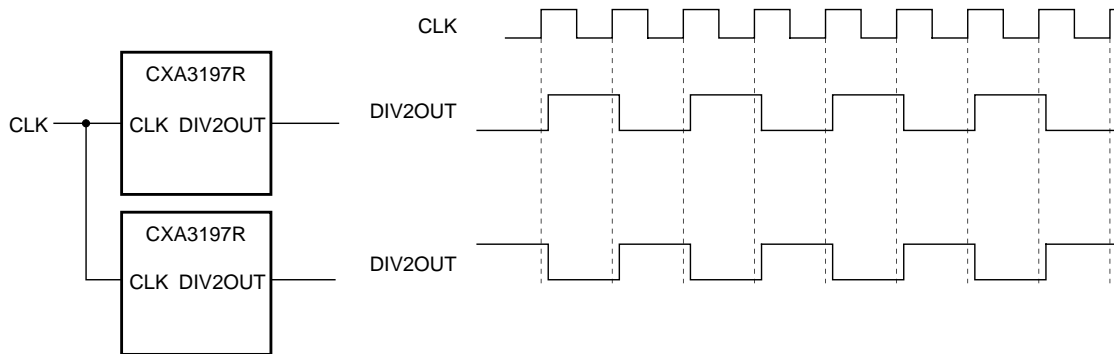 CXA3197R
CLK CLK DIV2OUT
CXA3197R
CLK DIV2OUT
CLK
DIV2OUT
DIV2OUT